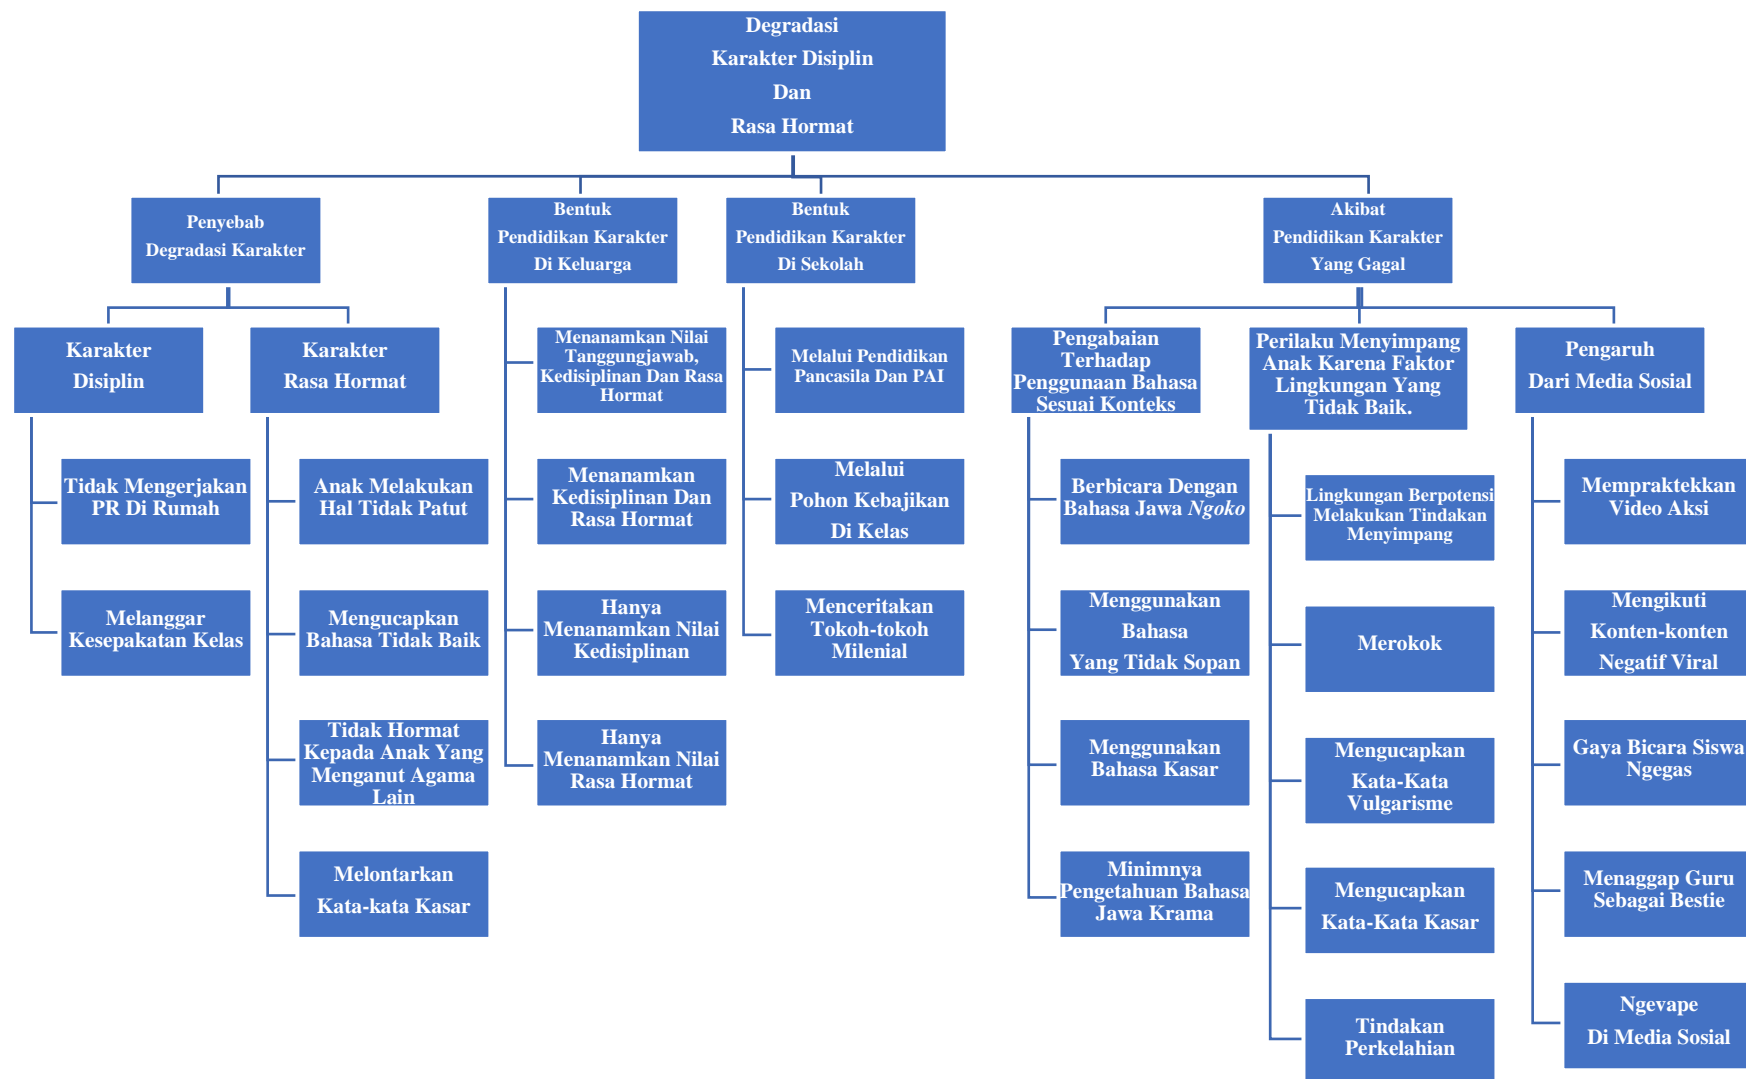 Degradasi
Karakter Disiplin
Dan
Rasa Hormat
Penyebab
Degradasi Karakter
Karakter
Disiplin
Tidak Mengerjakan
PR Di Rumah
Melanggar
Kesepakatan Kelas
Karakter
Rasa Hormat
Anak Melakukan
Hal Tidak Patut
Mengucapkan
Bahasa Tidak Baik
Tidak Hormat
Kepada Anak Yang
Menganut Agama
Lain
Melontarkan
Kata-kata Kasar
Bentuk
Pendidikan Karakter
Di Keluarga
Menanamkan Nilai
Tanggungjawab,
Kedisiplinan Dan Rasa
Hormat
Menanamkan
Kedisiplinan Dan
Rasa Hormat
Hanya
Menanamkan Nilai
Kedisiplinan
Hanya
Menanamkan Nilai
Rasa Hormat
Bentuk
Pendidikan Karakter
Di Sekolah
Melalui Pendidikan
Pancasila Dan PAI
Melalui
Pohon Kebajikan
Di Kelas
Menceritakan
Tokoh-tokoh
Milenial
Akibat
Pendidikan Karakter
Yang Gagal
Pengabaian
Terhadap
Penggunaan Bahasa
Sesuai Konteks
Berbicara Dengan
Bahasa Jawa Ngoko
Menggunakan
Bahasa
Yang Tidak Sopan
Menggunakan
Bahasa Kasar
Minimnya
Pengetahuan Bahasa
Jawa Krama
Perilaku Menyimpang
Anak Karena Faktor
Lingkungan Yang
Tidak Baik.
Lingkungan Berpotensi
Melakukan Tindakan
Menyimpang
Merokok
Mengucapkan
Kata-Kata
Vulgarisme
Mengucapkan
Kata-Kata Kasar
Tindakan
Perkelahian
Pengaruh
Dari Media Sosial
Mempraktekkan
Video Aksi
Mengikuti
Konten-konten
Negatif Viral
Gaya Bicara Siswa
Ngegas
Menaggap Guru
Sebagai Bestie
Ngevape
Di Media Sosial